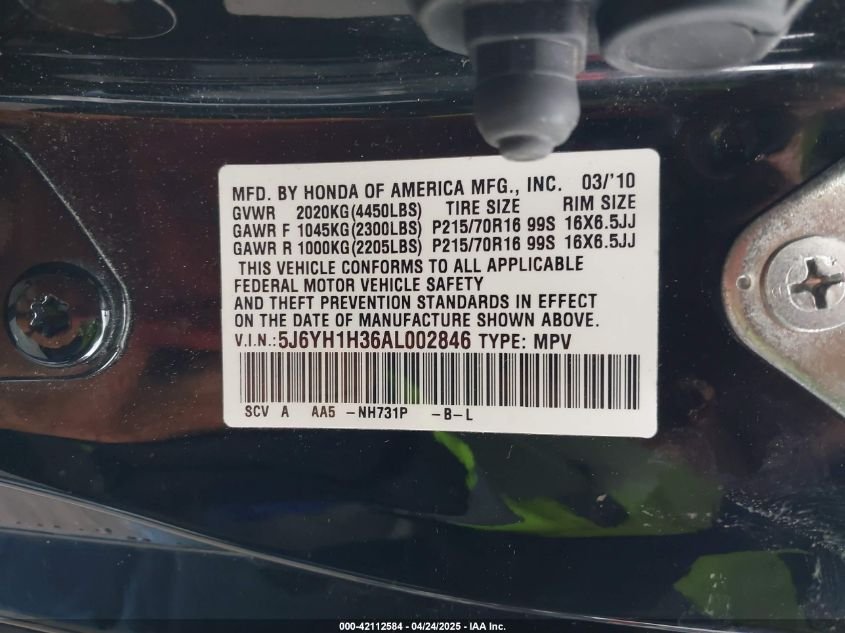 MFD. BY HONDA OF AMERICA MFG., INC. 03/'10
GVWR 2020KG(4450LBS) TIRE SIZE RIM SIZE
GAWR F 1045KG(2300LBS) P215/70R16 99S 16X6.5JJ
GAWR R 1000KG(2205LBS) P215/70R16 99S 16X6.5JJ
THIS VEHICLE CONFORMS TO ALL APPLICABLE
FEDERAL MOTOR VEHICLE SAFETY
AND THEFT PREVENTION STANDARDS IN EFFECT
ON THE DATE OF MANUFACTURE SHOWN ABOVE.
V.I.N.:5J6YH1H36AL002846 TYPE: MPV
SCV A AA5 -NH731P -B-L
000-42112584 - 04/24/2025 - IAA Inc.